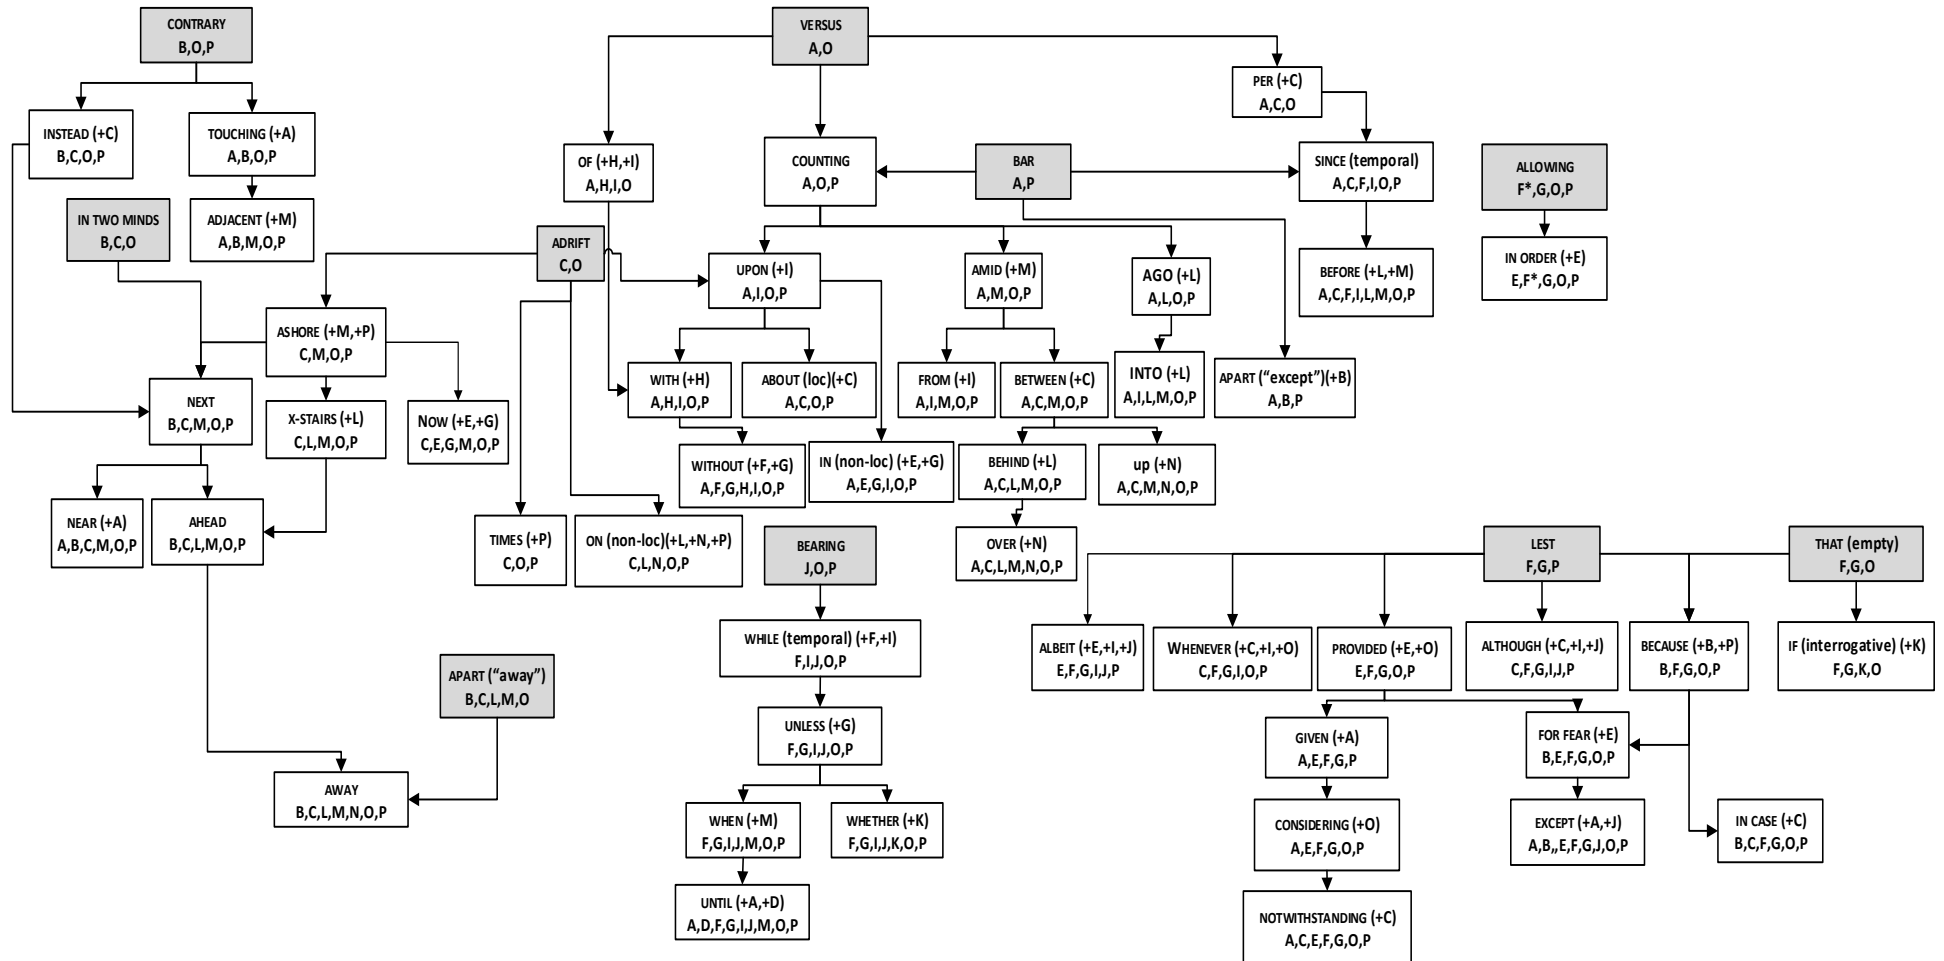 CONTRARY
B,O,P
VERSUS
A,O
PER (+C)
A,C,O
INSTEAD (+C)
B,C,O,P
TOUCHING (+A)
A,B,O,P
OF (+H,+I)
A,H,I,O
COUNTING
A,O,P
BAR
A,P
SINCE (temporal)
A,C,F,I,O,P
ALLOWING
F*,G,O,P
IN TWO MINDS
B,C,O
ADJACENT (+M)
A,B,M,O,P
ADRIFT
C,O
UPON (+I)
A,I,O,P
AMID (+M)
A,M,O,P
AGO (+L)
A,L,O,P
BEFORE (+L,+M)
A,C,F,I,L,M,O,P
IN ORDER (+E)
E,F*,G,O,P
ASHORE (+M,+P)
C,M,O,P
NEXT
B,C,M,O,P
X-STAIRS (+L)
C,L,M,O,P
NOW (+E,+G)
C,E,G,M,O,P
WITH (+H)
A,H,I,O,P
ABOUT (loc)(+C)
A,C,O,P
FROM (+I)
A,I,M,O,P
BETWEEN (+C)
A,C,M,O,P
INTO (+L)
A,I,L,M,O,P
APART (“except”)(+B)
A,B,P
WITHOUT (+F,+G)
A,F,G,H,I,O,P
IN (non-loc) (+E,+G)
A,E,G,I,O,P
BEHIND (+L)
A,C,L,M,O,P
up (+N)
A,C,M,N,O,P
NEAR (+A)
A,B,C,M,O,P
AHEAD
B,C,L,M,O,P
TIMES (+P)
C,O,P
ON (non-loc)(+L,+N,+P)
C,L,N,O,P
BEARING
J,O,P
OVER (+N)
A,C,L,M,N,O,P
LEST
F,G,P
THAT (empty)
F,G,O
WHILE (temporal) (+F,+I)
F,I,J,O,P
ALBEIT (+E,+I,+J)
E,F,G,I,J,P
WHENEVER (+C,+I,+O)
C,F,G,I,O,P
PROVIDED (+E,+O)
E,F,G,O,P
ALTHOUGH (+C,+I,+J)
C,F,G,I,J,P
BECAUSE (+B,+P)
B,F,G,O,P
IF (interrogative) (+K)
F,G,K,O
APART (“away”)
B,C,L,M,O
UNLESS (+G)
F,G,I,J,O,P
GIVEN (+A)
A,E,F,G,P
FOR FEAR (+E)
B,E,F,G,O,P
AWAY
B,C,L,M,N,O,P
WHEN (+M)
F,G,I,J,M,O,P
WHETHER (+K)
F,G,I,J,K,O,P
CONSIDERING (+O)
A,E,F,G,O,P
EXCEPT (+A,+J)
A,B,,E,F,G,J,O,P
IN CASE (+C)
B,C,F,G,O,P
UNTIL (+A,+D)
A,D,F,G,I,J,M,O,P
NOTWITHSTANDING (+C)
A,C,E,F,G,O,P